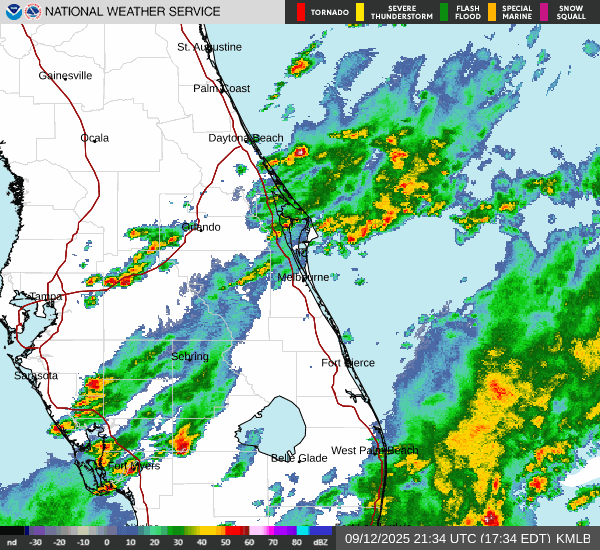 NATIONAL WEATHER SERVICE
TORNADO
SEVERE THUNDERSTORM
FLASH FLOOD
SPECIAL MARINE
SNOW SQUALL
St. Augustine
Gainesville
Palm Coast
Ocala
Daytona Beach
Orlando
Melbourne
Tampa
Sebring
Fort Pierce
Sarasota
West Palm Beach
Belle Glade
Fort Myers
nd -30 -20 -10 0 10 20 30 40 50 60 70 80 dBZ
09/12/2025 21:34 UTC (17:34 EDT) KMLB